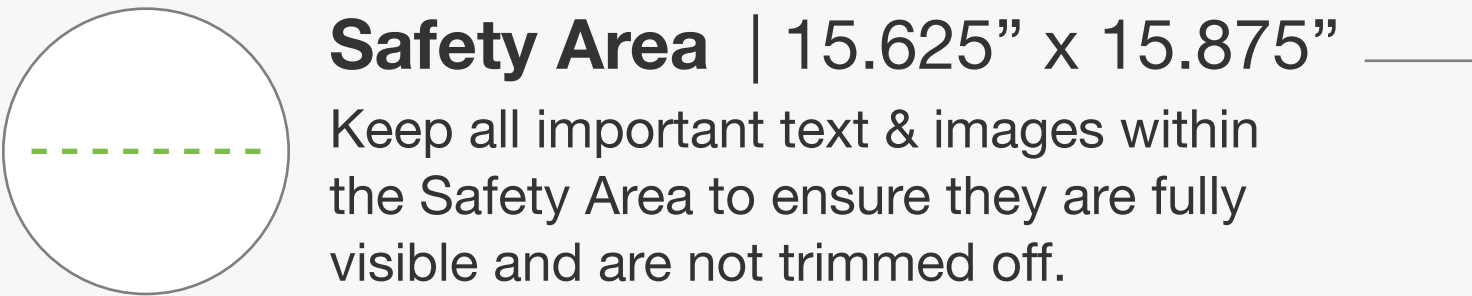 Safety Area | 15.625” x 15.875”
Keep all important text & images within
the Safety Area to ensure they are fully
visible and are not trimmed off.